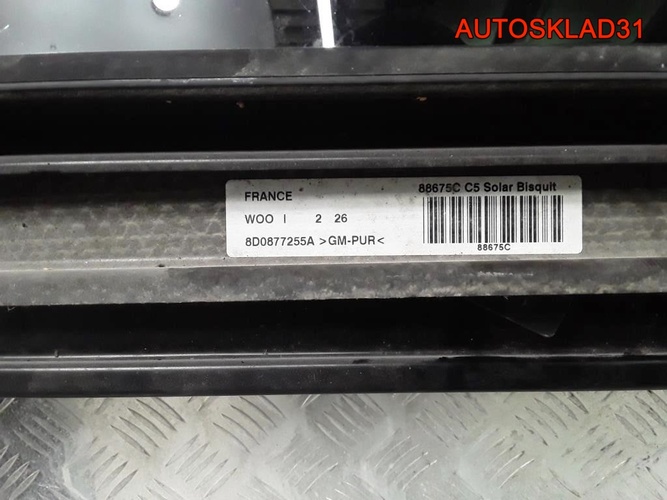 AUTOSKLAD31
FRANCE
88675C C5 Solar Bisquit
WOO I 2 26
8D0877255A >GM-PUR<
88675C